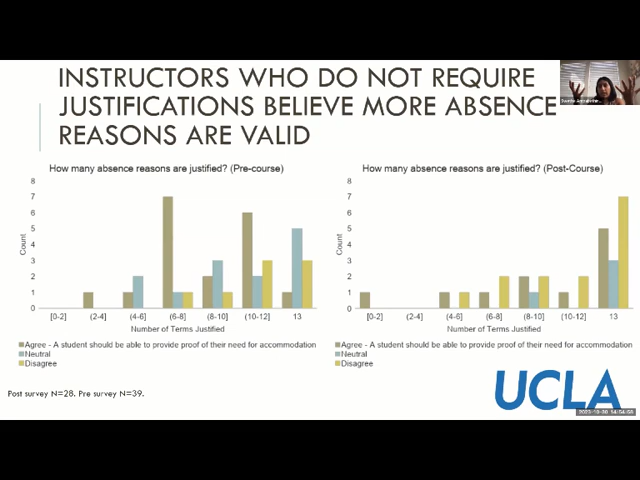 INSTRUCTORS WHO DO NOT REQUIRE
JUSTIFICATIONS BELIEVE MORE ABSENCE
REASONS ARE VALID
How many absence reasons are justified? (Pre-course)
8
7
6
5
4
3
2
1
0
Count
[0-2]
(2-4]
(4-6]
(6-8]
(8-10]
(10-12]
13
Number of Terms Justified
Agree - A student should be able to provide proof of their need for accommodation
Neutral
Disagree
How many absence reasons are justified? (Post-Course)
8
7
6
5
4
3
2
1
0
Count
[0-2]
(2-4]
(4-6]
(6-8]
(8-10]
(10-12]
13
Number of Terms Justified
Agree - A student should be able to provide proof of their need for accommodation
Neutral
Disagree
Post survey N=28. Pre survey N=39.
UCLA